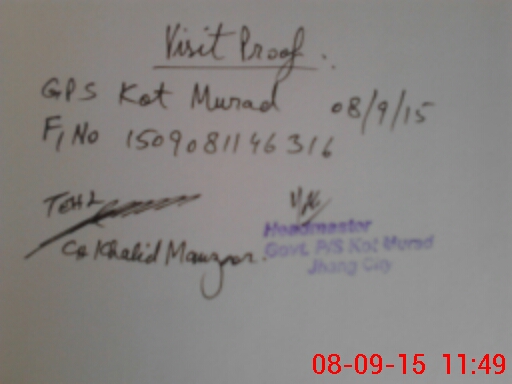 Visit Proof.
GPS Kot Murad 08/9/15
F, No 1509081146316
Headmaster
Govt. P/S Kot Murad
Jhang City
Khalid
08-09-15 11:49